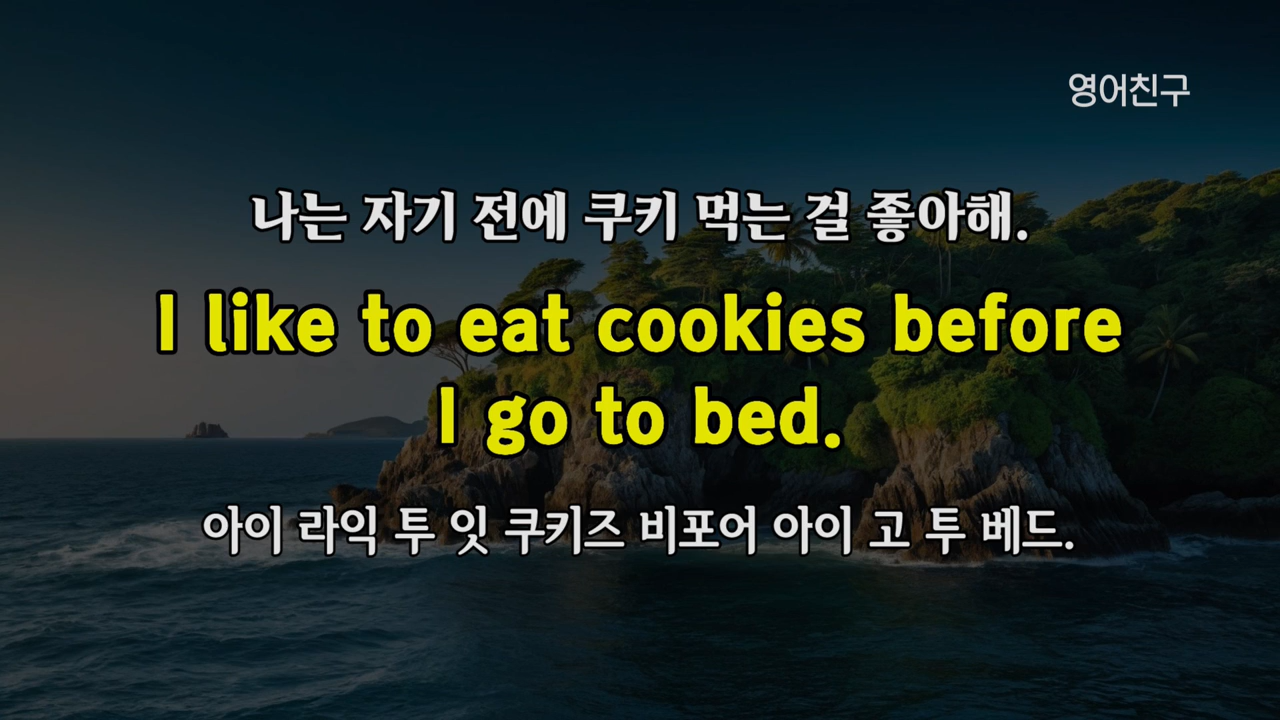 영어친구
나는 자기 전에 쿠키 먹는 걸 좋아해.
I like to eat cookies before
I go to bed.
아이 라익 투 잇 쿠키즈 비포어 아이 고 투 베드.